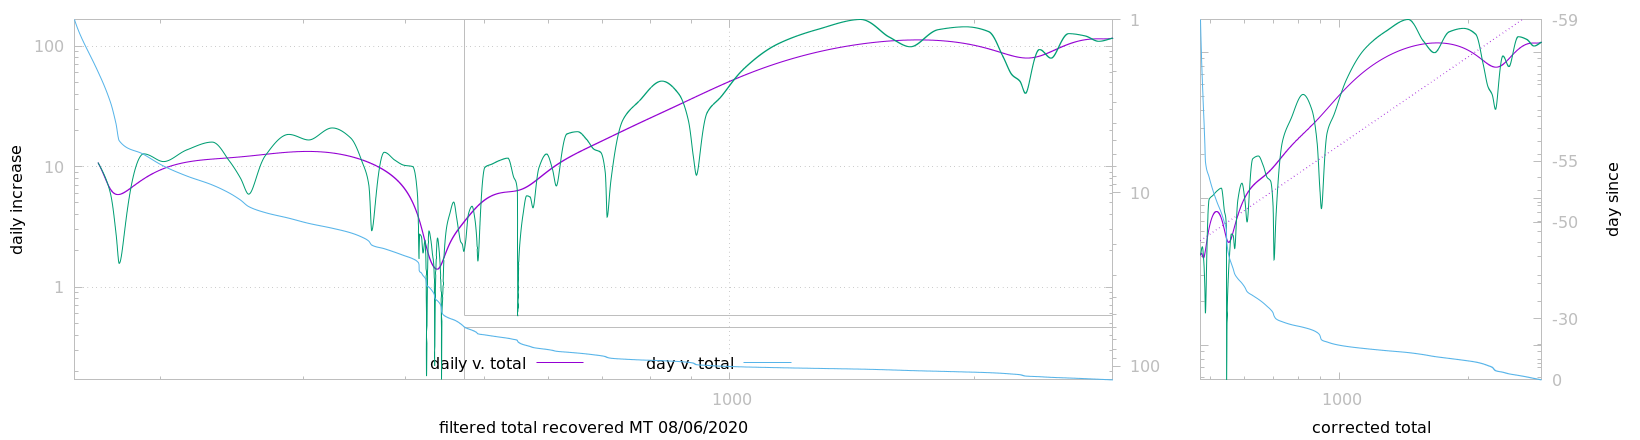 daily increase
100
10
1
1
10
100
daily v. total
day v. total
1000
filtered total recovered MT 08/06/2020
-59
-55
-50
-30
0
day since
1000
corrected total